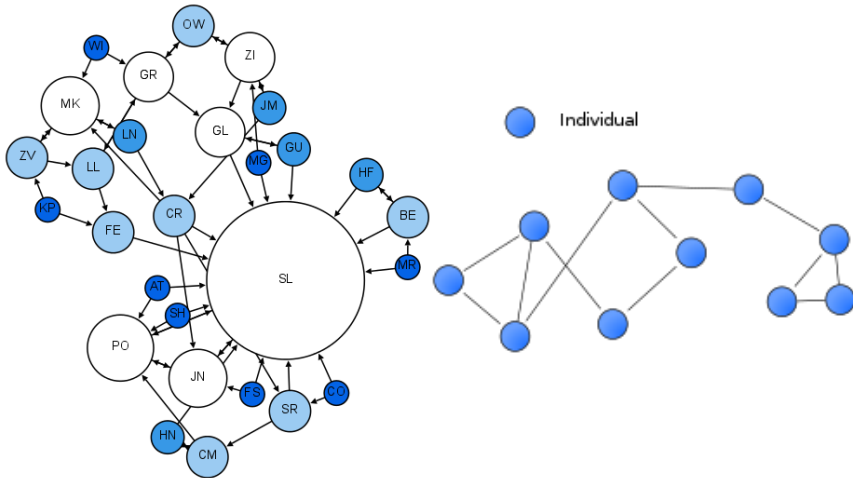 OW
WI
ZI
GR
MK
JM
GL
LN
GU
ZV
MG
LL
HF
KP
CR
BE
FE
MR
SL
AT
SH
PO
JN
FS
CO
SR
HN
CM
Individual